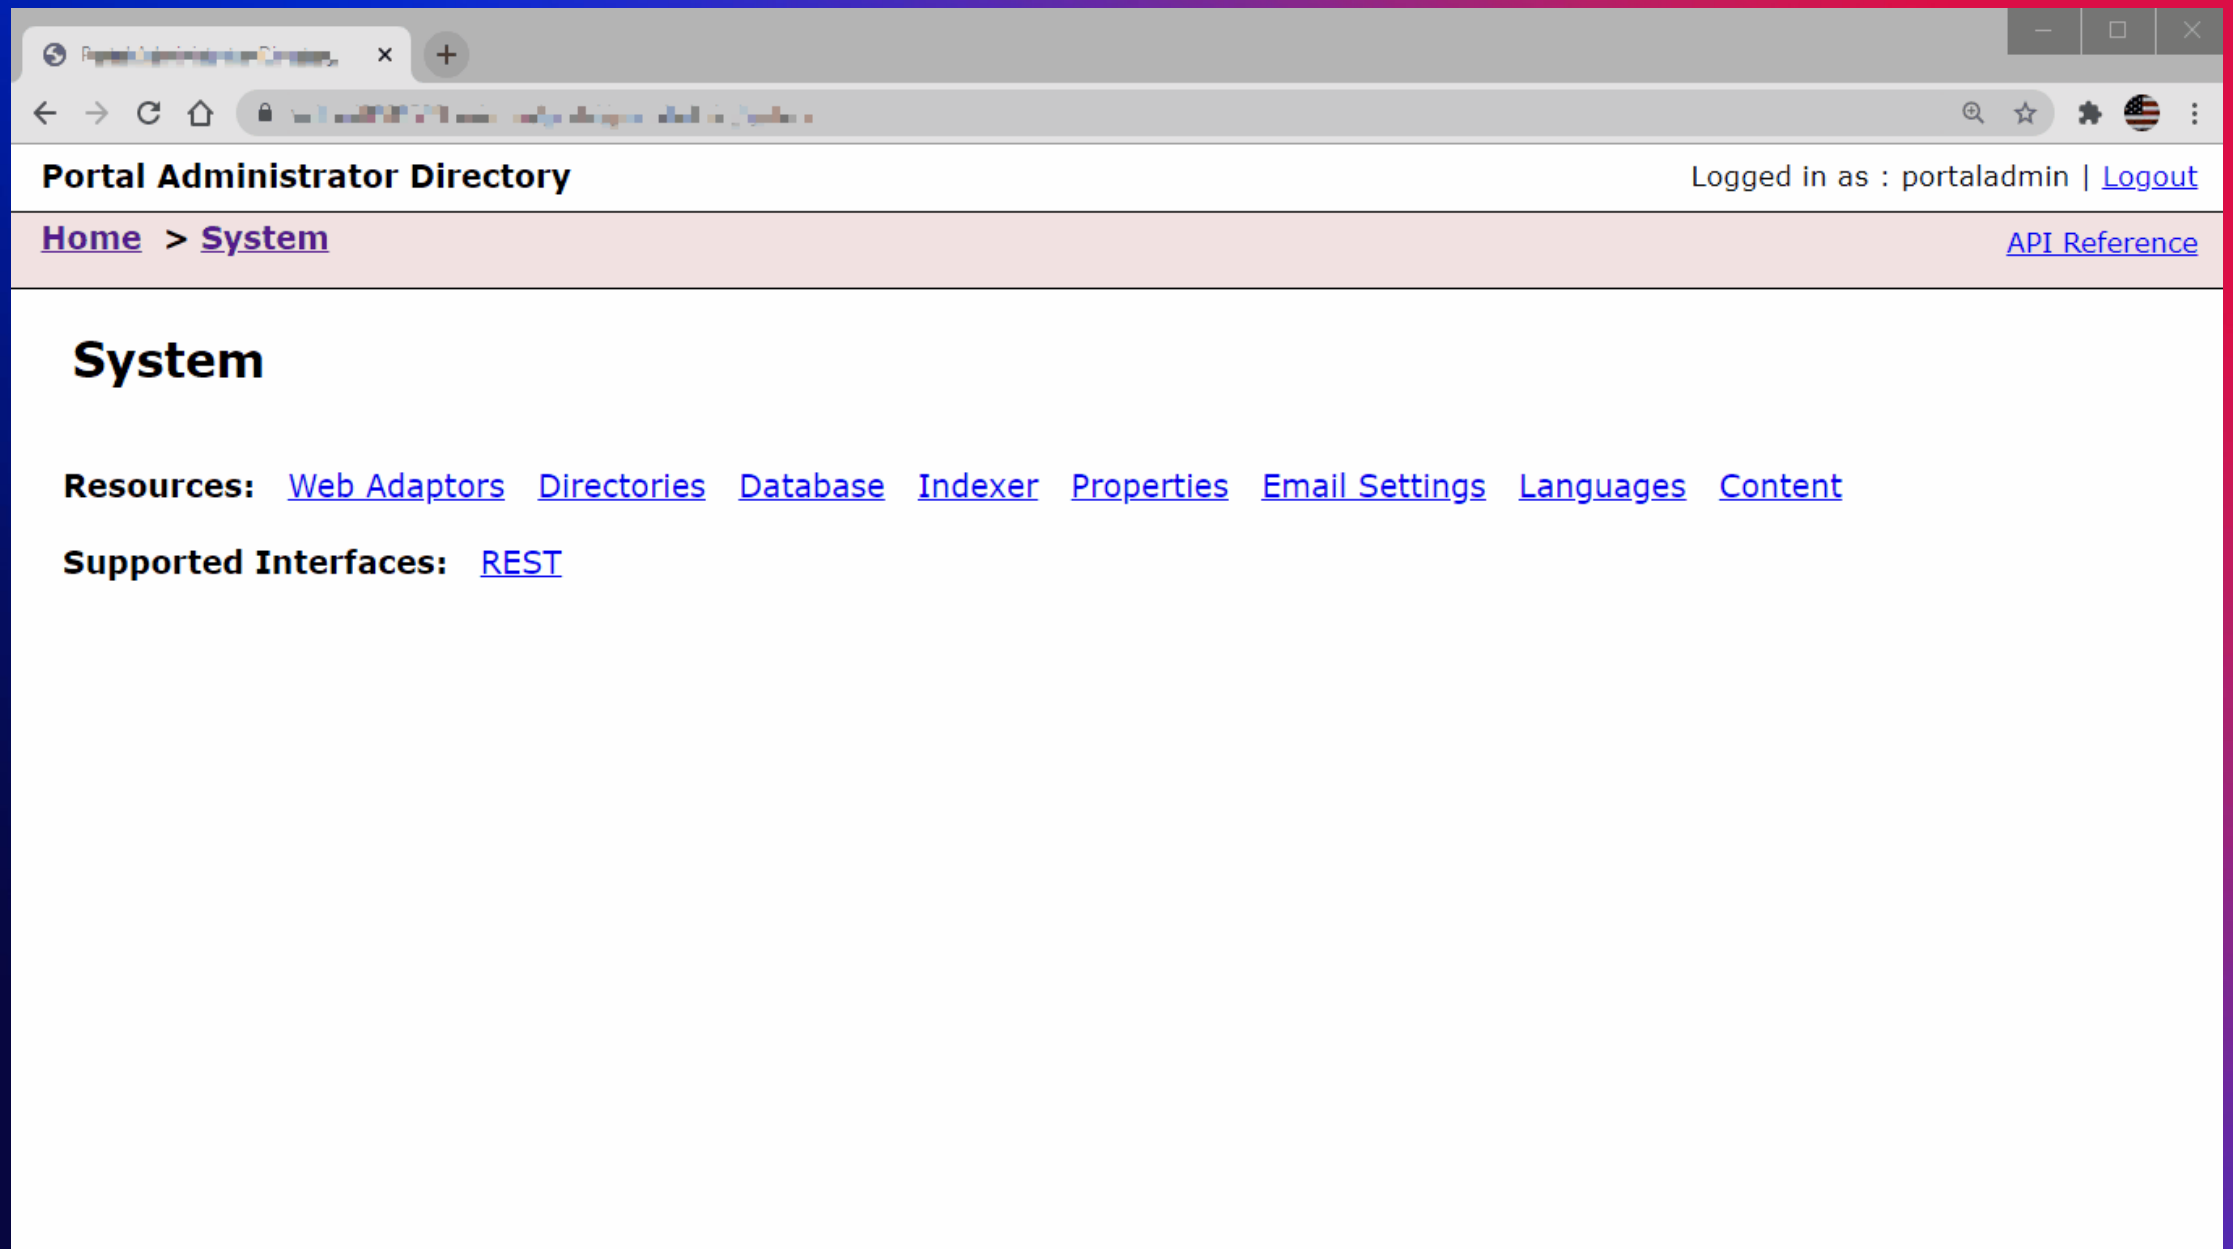 Portal Administrator Directory
Logged in as : portaladmin | Logout
Home > System
API Reference
System
Resources: Web Adaptors Directories Database Indexer Properties Email Settings Languages Content
Supported Interfaces: REST